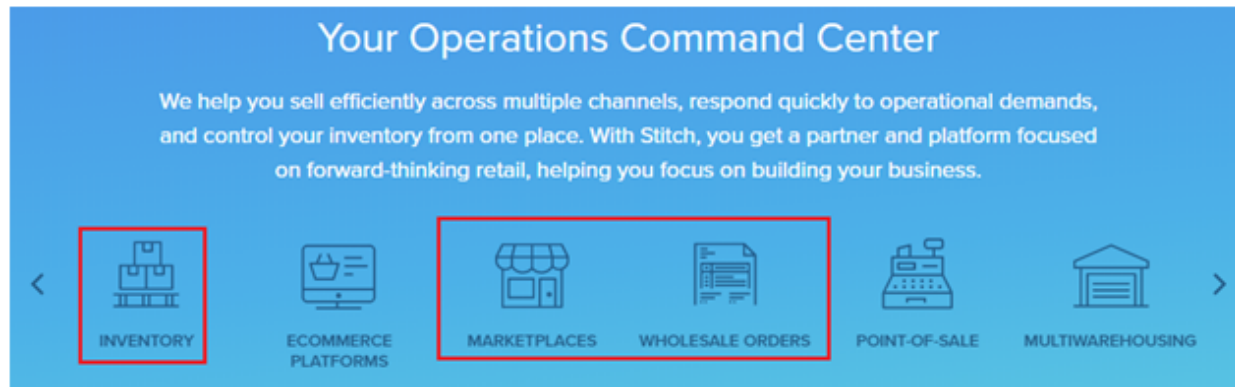 Your Operations Command Center
We help you sell efficiently across multiple channels, respond quickly to operational demands,
and control your inventory from one place. With Stitch, you get a partner and platform focused
on forward-thinking retail, helping you focus on building your business.
INVENTORY
ECOMMERCE
PLATFORMS
MARKETPLACES
WHOLESALE ORDERS
POINT-OF-SALE
MULTIWAREHOUSING